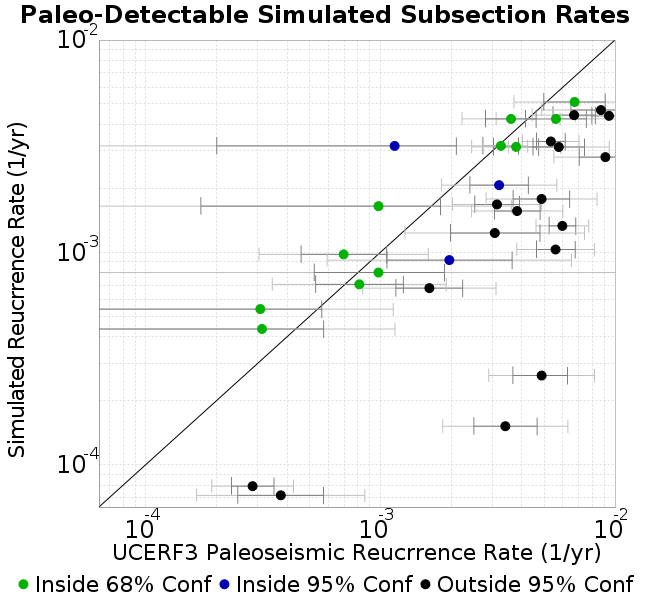 Paleo-Detectable Simulated Subsection Rates
10-2
10-3
10-4
Simulated Reucrrence Rate (1/yr)
10-4 10-3 10-2
UCERF3 Paleoseismic Reucrrence Rate (1/yr)
Inside 68% Conf Inside 95% Conf Outside 95% Conf